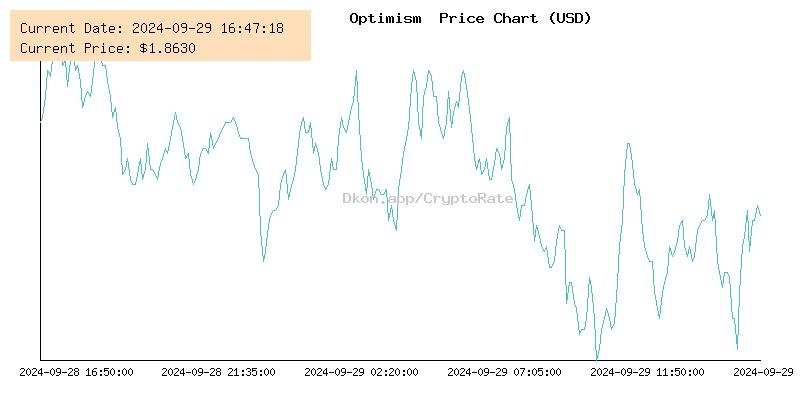 Optimism  Price Chart (USD)
Current Date: 2024-09-29 16:47:18
Current Price: $1.8630
Dkon.app/CryptoRate
2024-09-28 16:50:00
2024-09-28 21:35:00
2024-09-29 02:20:00
2024-09-29 07:05:00
2024-09-29 11:50:00
2024-09-29